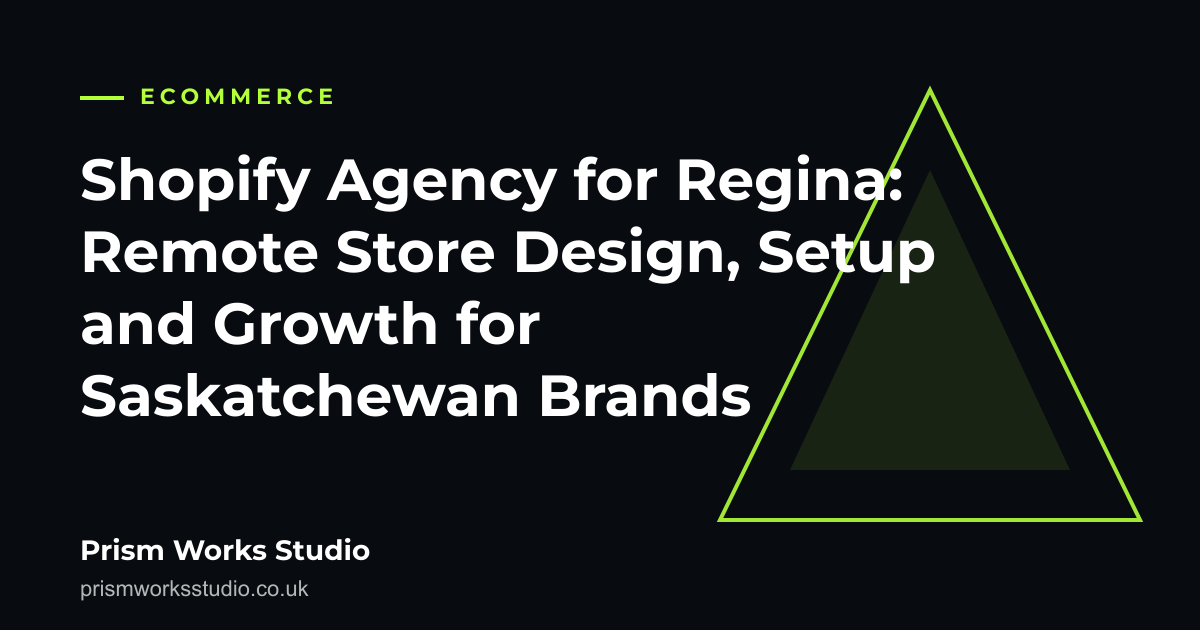 ECOMMERCE
Shopify Agency for Regina:
Remote Store Design, Setup
and Growth for
Saskatchewan Brands
Prism Works Studio
prismworksstudio.co.uk